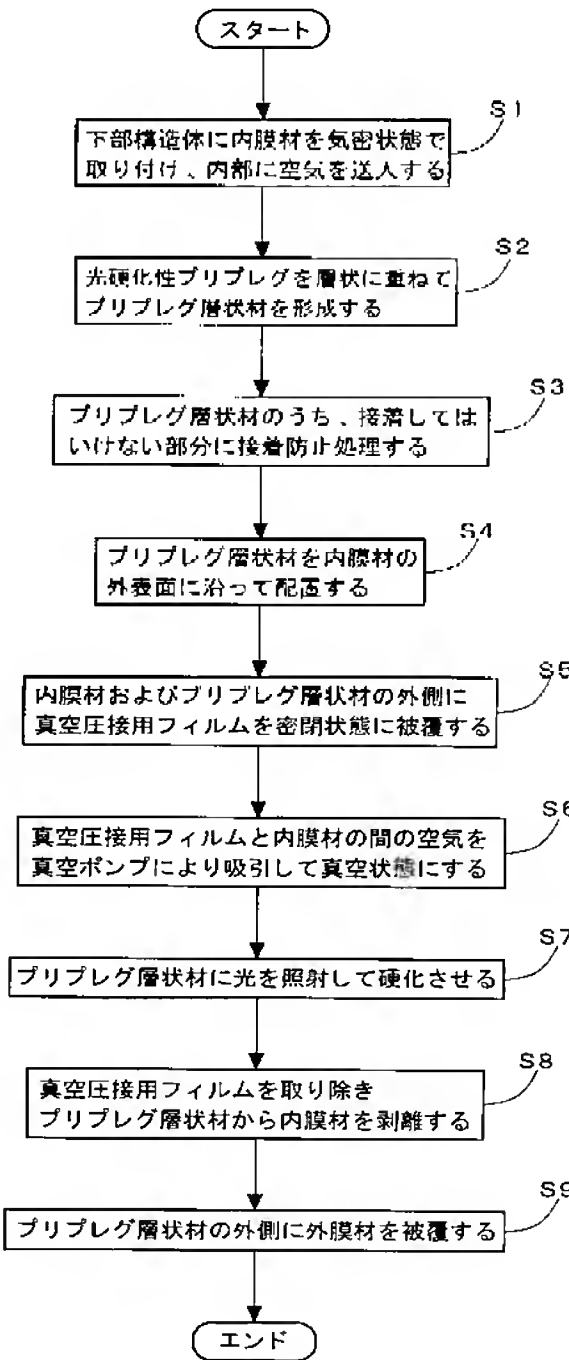 スタート
S1
下部構造体に内膜材を気密状態で
取り付け、内部に空気を送入する
S2
光硬化性プリプレグを層状に重ねて
プリプレグ層状材を形成する
S3
プリプレグ層状材のうち、接着しては
いけない部分に接着防止処理する
S4
プリプレグ層状材を内膜材の
外表面に沿って配置する
S5
内膜材およびプリプレグ層状材の外側に
真空圧接用フィルムを密閉状態に被覆する
S6
真空圧接用フィルムと内膜材の間の空気を
真空ポンプにより吸引して真空状態にする
S7
プリプレグ層状材に光を照射して硬化させる
S8
真空圧接用フィルムを取り除き
プリプレグ層状材から内膜材を剥離する
S9
プリプレグ層状材の外側に外膜材を被覆する
エンド